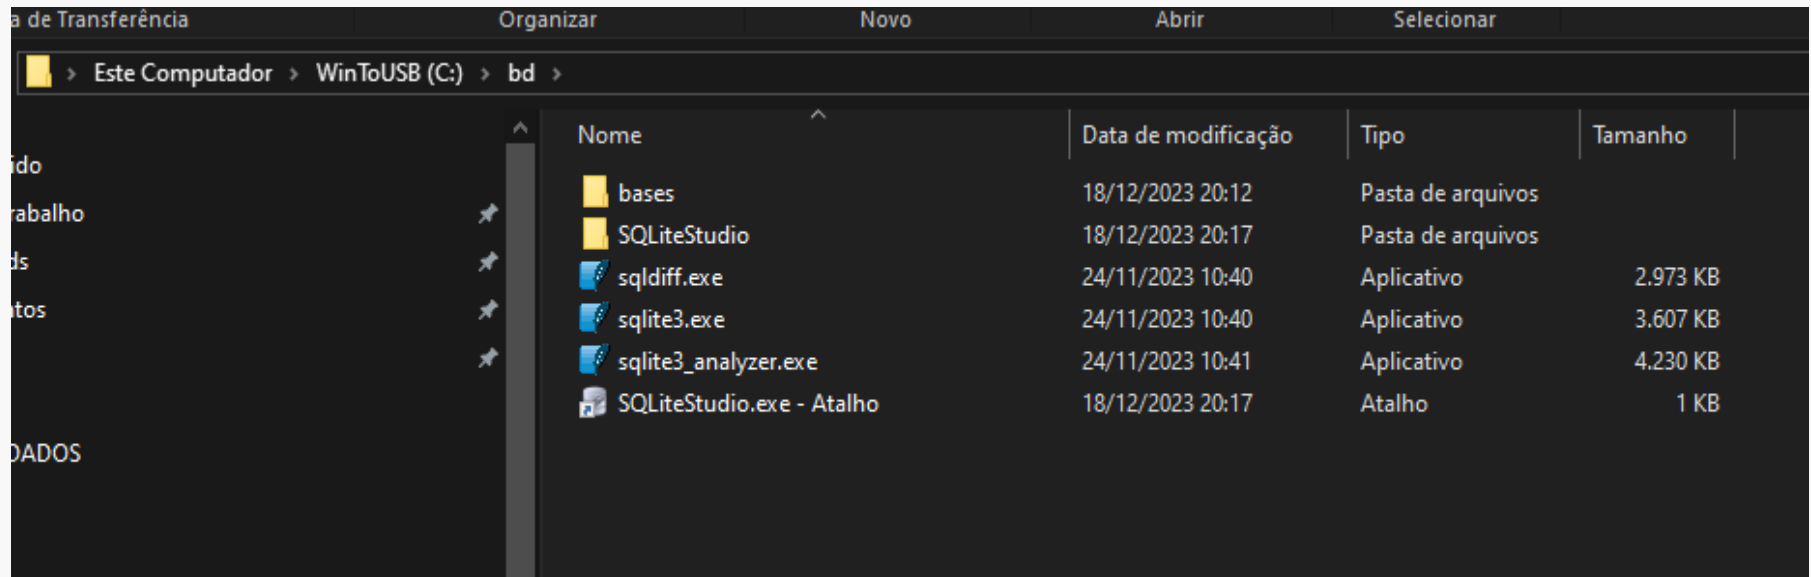 a de Transferência Organizar Novo Abrir Selecionar
Este Computador > WinToUSB (C:) > bd >
Nome Data de modificação Tipo Tamanho
ido
rabalho
ds
ntos
DADOS
bases 18/12/2023 20:12 Pasta de arquivos
SQLiteStudio 18/12/2023 20:17 Pasta de arquivos
sqldiff.exe 24/11/2023 10:40 Aplicativo 2.973 KB
sqlite3.exe 24/11/2023 10:40 Aplicativo 3.607 KB
sqlite3_analyzer.exe 24/11/2023 10:41 Aplicativo 4.230 KB
SQLiteStudio.exe - Atalho 18/12/2023 20:17 Atalho 1 KB